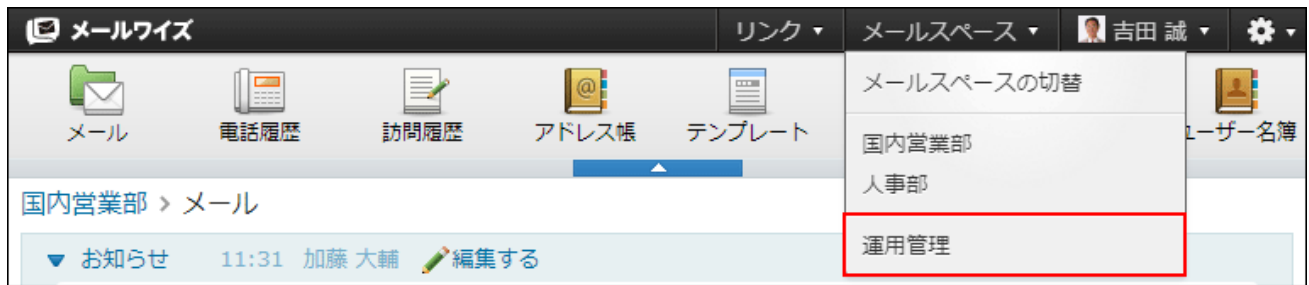 メールワイズ リンク メールスペース 吉田 誠
メールスペースの切替
メール 電話履歴 訪問履歴 アドレス帳 テンプレート ユーザー名簿
国内営業部
人事部
国内営業部 > メール
運用管理
お知らせ 11:31 加藤 大輔 編集する